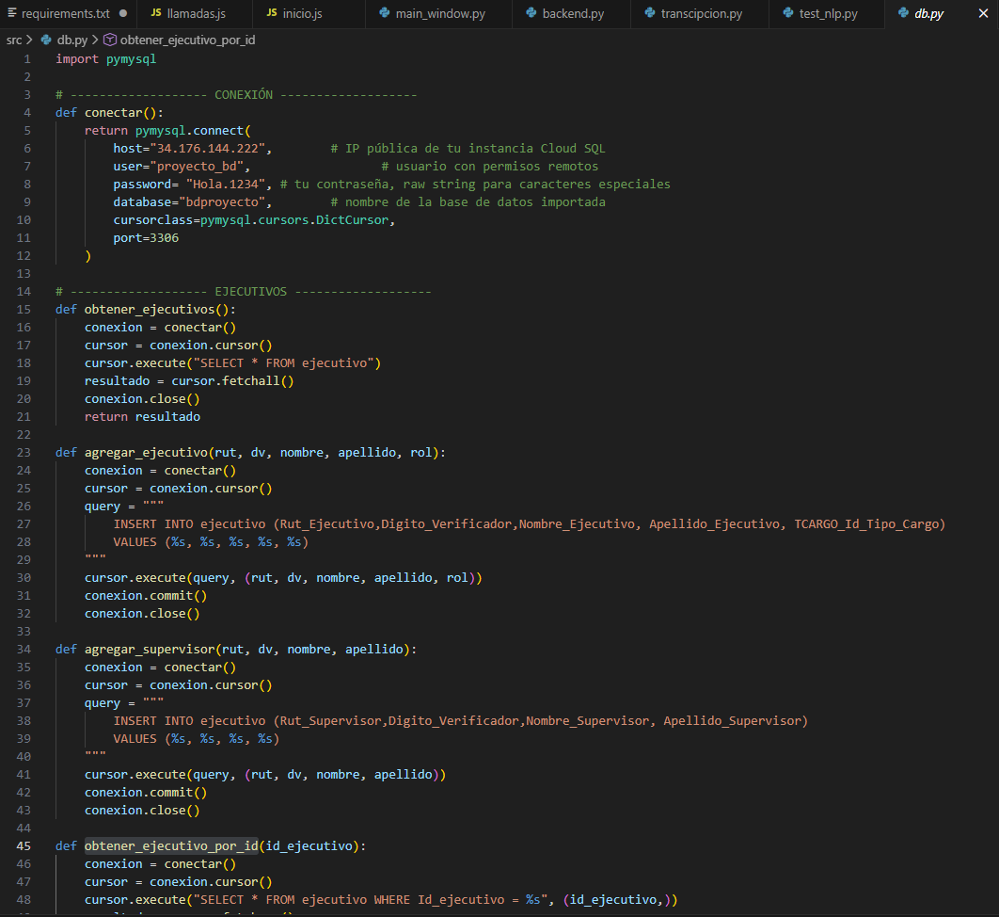 requirements.txt
JS llamadas.js
JS inicio.js
main_window.py
backend.py
transcipcion.py
test_nlp.py
db.py
src > db.py > obtener_ejecutivo_por_id
1 import pymysql
2
3 # ------------------- CONEXIÓN -------------------
4 def conectar():
5 return pymysql.connect(
6 host="34.176.144.222", # IP pública de tu instancia Cloud SQL
7 user="proyecto_bd", # usuario con permisos remotos
8 password= "Hola.1234", # tu contraseña, raw string para caracteres especiales
9 database="bdproyecto", # nombre de la base de datos importada
10 cursorclass=pymysql.cursors.DictCursor,
11 port=3306
12 )
13
14 # ------------------- EJECUTIVOS -------------------
15 def obtener_ejecutivos():
16 conexion = conectar()
17 cursor = conexion.cursor()
18 cursor.execute("SELECT * FROM ejecutivo")
19 resultado = cursor.fetchall()
20 conexion.close()
21 return resultado
22
23 def agregar_ejecutivo(rut, dv, nombre, apellido, rol):
24 conexion = conectar()
25 cursor = conexion.cursor()
26 query = """
27 INSERT INTO ejecutivo (Rut_Ejecutivo,Digito_Verificador,Nombre_Ejecutivo, Apellido_Ejecutivo, TCARGO_Id_Tipo_Cargo)
28 VALUES (%s, %s, %s, %s, %s)
29 """
30 cursor.execute(query, (rut, dv, nombre, apellido, rol))
31 conexion.commit()
32 conexion.close()
33
34 def agregar_supervisor(rut, dv, nombre, apellido):
35 conexion = conectar()
36 cursor = conexion.cursor()
37 query = """
38 INSERT INTO ejecutivo (Rut_Supervisor,Digito_Verificador,Nombre_Supervisor, Apellido_Supervisor)
39 VALUES (%s, %s, %s, %s)
40 """
41 cursor.execute(query, (rut, dv, nombre, apellido))
42 conexion.commit()
43 conexion.close()
44
45 def obtener_ejecutivo_por_id(id_ejecutivo):
46 conexion = conectar()
47 cursor = conexion.cursor()
48 cursor.execute("SELECT * FROM ejecutivo WHERE Id_ejecutivo = %s", (id_ejecutivo,))